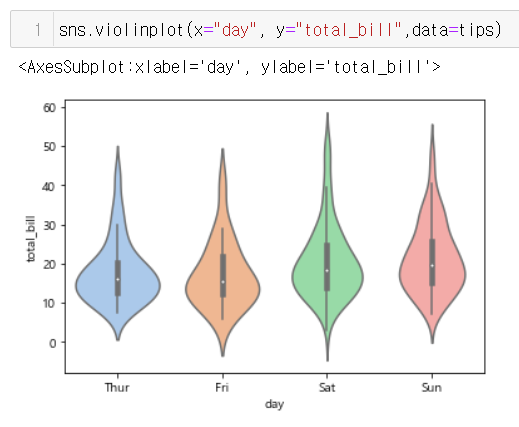 1 sns.violinplot(x="day", y="total_bill",data=tips)
<AxesSubplot:xlabel='day', ylabel='total_bill'>
60
50
40
30
20
10
0
total_bill
Thur Fri Sat Sun
day